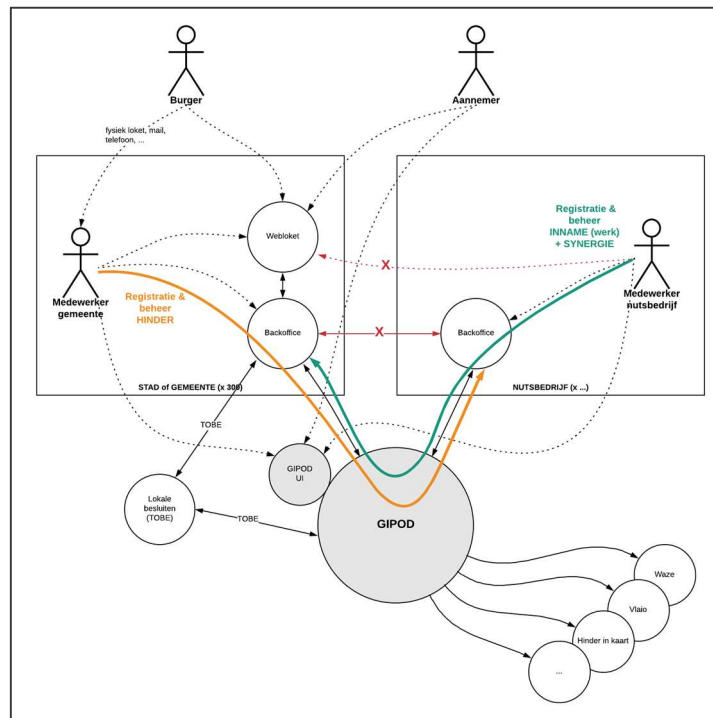 Burger
Aannemer
fysiek loket, mail,
telefoon, ...
Webloket
Registratie &
beheer
INNAME (werk)
+ SYNERGIE
Medewerker
gemeente
Registratie &
beheer
HINDER
X
Medewerker
nutsbedrijf
Backoffice
X
Backoffice
STAD of GEMEENTE (x 300)
NUTSBEDRIJF (x ...)
TOBE
GIPOD
UI
Lokale
besluiten
(TOBE)
TOBE
GIPOD
Waze
Vlaio
Hinder in kaart
...